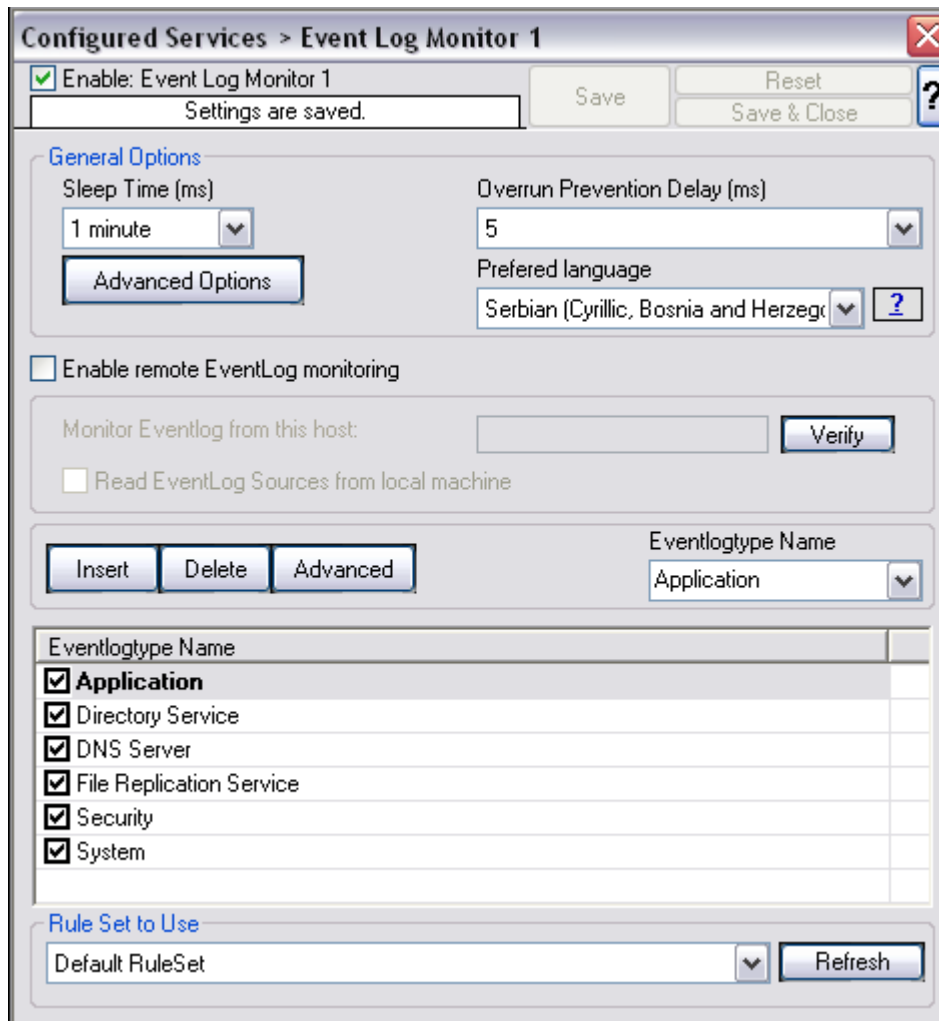 Configured Services > Event Log Monitor 1
Enable: Event Log Monitor 1
Settings are saved.
Save
Reset
Save & Close
?
General Options
Sleep Time (ms)
Overrun Prevention Delay (ms)
1 minute
5
Advanced Options
Prefered language
Serbian (Cyrillic, Bosnia and Herzeg
?
Enable remote EventLog monitoring
Monitor Eventlog from this host:
Verify
Read EventLog Sources from local machine
Insert
Delete
Advanced
Eventlogtype Name
Application
Eventlogtype Name
Application
Directory Service
DNS Server
File Replication Service
Security
System
Rule Set to Use
Default RuleSet
Refresh